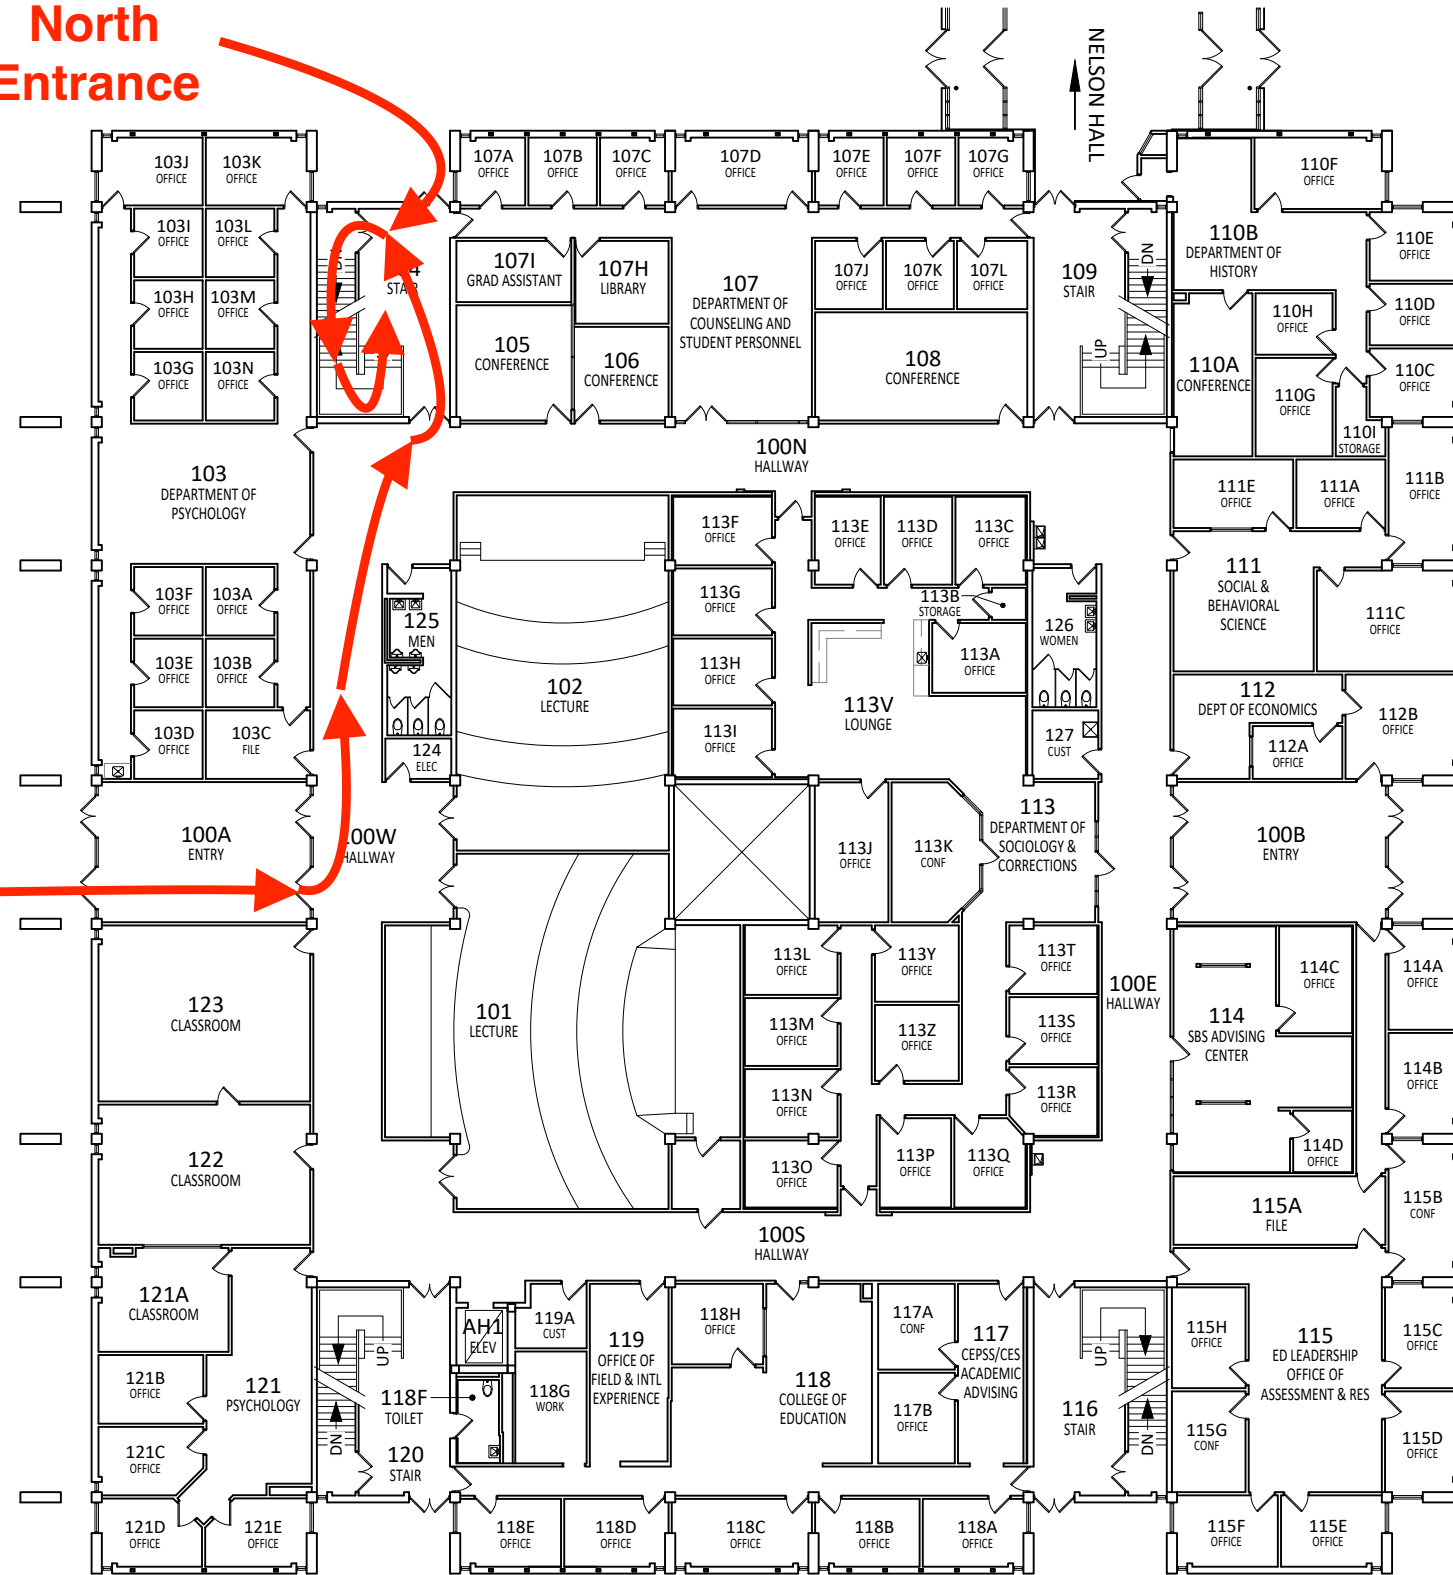 North
Entrance
NELSON HALL
103J
OFFICE
103K
OFFICE
107A
OFFICE
107B
OFFICE
107C
OFFICE
107D
OFFICE
107E
OFFICE
107F
OFFICE
107G
OFFICE
110F
OFFICE
103I
OFFICE
103L
OFFICE
103H
OFFICE
103M
OFFICE
103G
OFFICE
103N
OFFICE
DN
STAIR
107I
GRAD ASSISTANT
107H
LIBRARY
107
DEPARTMENT OF
COUNSELING AND
STUDENT PERSONNEL
107J
OFFICE
107K
OFFICE
107L
OFFICE
109
STAIR
DN
UP
110B
DEPARTMENT OF
HISTORY
110E
OFFICE
110D
OFFICE
110C
OFFICE
110H
OFFICE
110A
CONFERENCE
110G
OFFICE
110I
STORAGE
105
CONFERENCE
106
CONFERENCE
108
CONFERENCE
100N
HALLWAY
103
DEPARTMENT OF
PSYCHOLOGY
111E
OFFICE
111A
OFFICE
111B
OFFICE
113F
OFFICE
113E
OFFICE
113D
OFFICE
113C
OFFICE
111
SOCIAL &
BEHAVIORAL
SCIENCE
111C
OFFICE
103F
OFFICE
103A
OFFICE
103E
OFFICE
103B
OFFICE
103D
OFFICE
103C
FILE
125
MEN
124
ELEC
102
LECTURE
113G
OFFICE
113H
OFFICE
113I
OFFICE
113B
STORAGE
113A
OFFICE
113V
LOUNGE
126
WOMEN
127
CUST
112
DEPT OF ECONOMICS
112A
OFFICE
112B
OFFICE
100A
ENTRY
100W
HALLWAY
113J
OFFICE
113K
CONF
113
DEPARTMENT OF
SOCIOLOGY &
CORRECTIONS
100B
ENTRY
123
CLASSROOM
101
LECTURE
113L
OFFICE
113Y
OFFICE
113T
OFFICE
100E
HALLWAY
113M
OFFICE
113Z
OFFICE
113S
OFFICE
113N
OFFICE
113R
OFFICE
114
SBS ADVISING
CENTER
114C
OFFICE
114A
OFFICE
114B
OFFICE
114D
OFFICE
122
CLASSROOM
113O
OFFICE
113P
OFFICE
113Q
OFFICE
115A
FILE
115B
CONF
100S
HALLWAY
121A
CLASSROOM
121B
OFFICE
121
PSYCHOLOGY
121C
OFFICE
121D
OFFICE
121E
OFFICE
UP
DN
118F
TOILET
120
STAIR
AH1
ELEV
119A
CUST
118G
WORK
119
OFFICE OF
FIELD & INTL
EXPERIENCE
118H
OFFICE
118
COLLEGE OF
EDUCATION
117A
CONF
117B
OFFICE
117
CEPSS/CES
ACADEMIC
ADVISING
116
STAIR
UP
DN
115H
OFFICE
115G
CONF
115
ED LEADERSHIP
OFFICE OF
ASSESSMENT & RES
115C
OFFICE
115D
OFFICE
118E
OFFICE
118D
OFFICE
118C
OFFICE
118B
OFFICE
118A
OFFICE
115F
OFFICE
115E
OFFICE